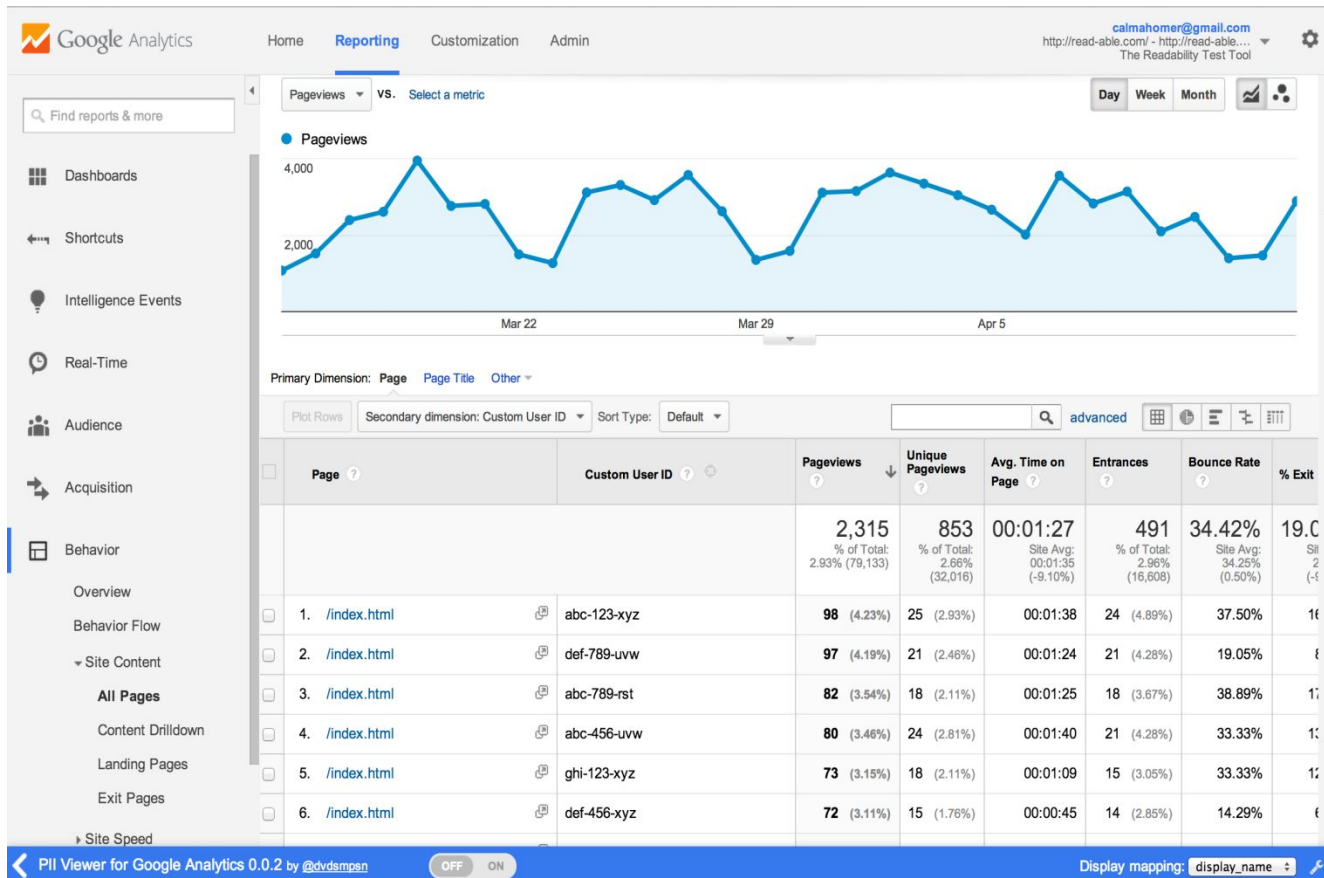 Google Analytics
Home Reporting Customization Admin
calmahomer@gmail.com
http://read-able.com/ - http://read-able....
The Readability Test Tool
Find reports & more
Dashboards
Shortcuts
Intelligence Events
Real-Time
Audience
Acquisition
Behavior
Overview
Behavior Flow
Site Content
All Pages
Content Drilldown
Landing Pages
Exit Pages
Site Speed
Pageviews VS. Select a metric
Day Week Month
Pageviews
4,000
2,000
Mar 22 Mar 29 Apr 5
Primary Dimension: Page Page Title Other
Plot Rows Secondary dimension: Custom User ID Sort Type: Default advanced
Page ? Custom User ID ? Pageviews ? Unique Pageviews ? Avg. Time on Page ? Entrances ? Bounce Rate ? % Exit
2,315 853 00:01:27 491 34.42% 19.0
% of Total: 2.93% (79,133) % of Total: 2.66% (32,016) Site Avg: 00:01:35 (-9.10%) % of Total: 2.96% (16,608) Site Avg: 34.25% (0.50%)
1. /index.html abc-123-xyz 98 (4.23%) 25 (2.93%) 00:01:38 24 (4.89%) 37.50% 16
2. /index.html def-789-uvw 97 (4.19%) 21 (2.46%) 00:01:24 21 (4.28%) 19.05%
3. /index.html abc-789-rst 82 (3.54%) 18 (2.11%) 00:01:25 18 (3.67%) 38.89% 17
4. /index.html abc-456-uvw 80 (3.46%) 24 (2.81%) 00:01:40 21 (4.28%) 33.33% 13
5. /index.html ghi-123-xyz 73 (3.15%) 18 (2.11%) 00:01:09 15 (3.05%) 33.33% 12
6. /index.html def-456-xyz 72 (3.11%) 15 (1.76%) 00:00:45 14 (2.85%) 14.29%
PII Viewer for Google Analytics 0.0.2 by @dvdsmpsn OFF ON Display mapping: display_name